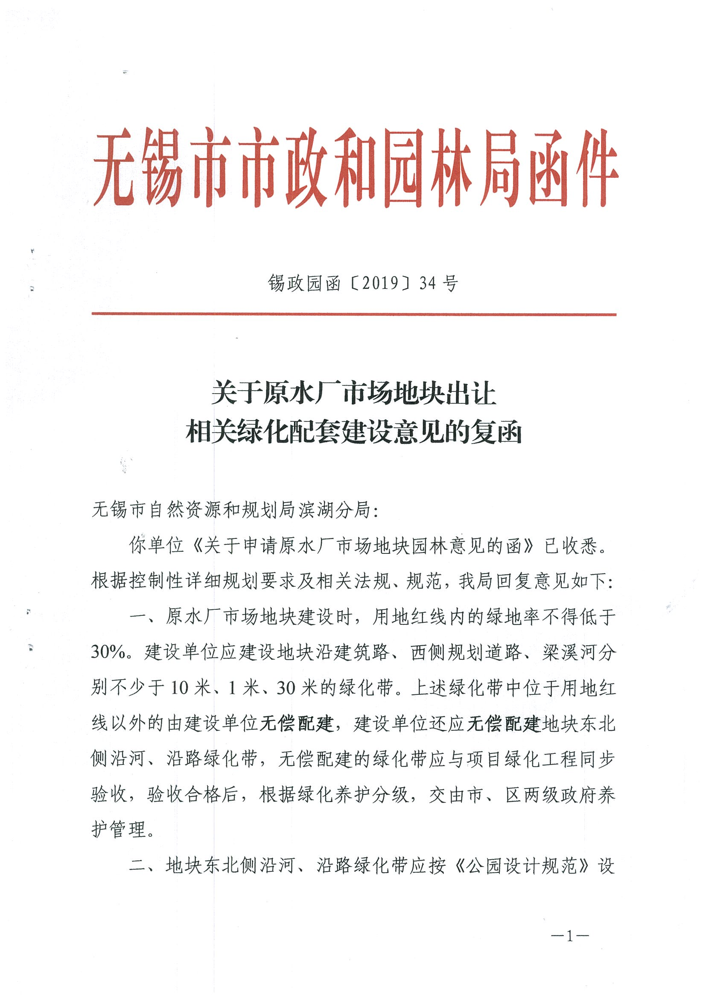 无锡市市政和园林局函件
锡政园函〔2019〕34 号
关于原水厂市场地块出让
相关绿化配套建设意见的复函
无锡市自然资源和规划局滨湖分局：
你单位《关于申请原水厂市场地块园林意见的函》已收悉。
根据控制性详细规划要求及相关法规、规范，我局回复意见如下：
一、原水厂市场地块建设时，用地红线内的绿地率不得低于
30%。建设单位应建设地块沿建筑路、西侧规划道路、梁溪河分
别不少于 10 米、1 米、30 米的绿化带。上述绿化带中位于用地红
线以外的由建设单位无偿配建，建设单位还应无偿配建地块东北
侧沿河、沿路绿化带，无偿配建的绿化带应与项目绿化工程同步
验收，验收合格后，根据绿化养护分级，交由市、区两级政府养
护管理。
二、地块东北侧沿河、沿路绿化带应按《公园设计规范》设
—1—